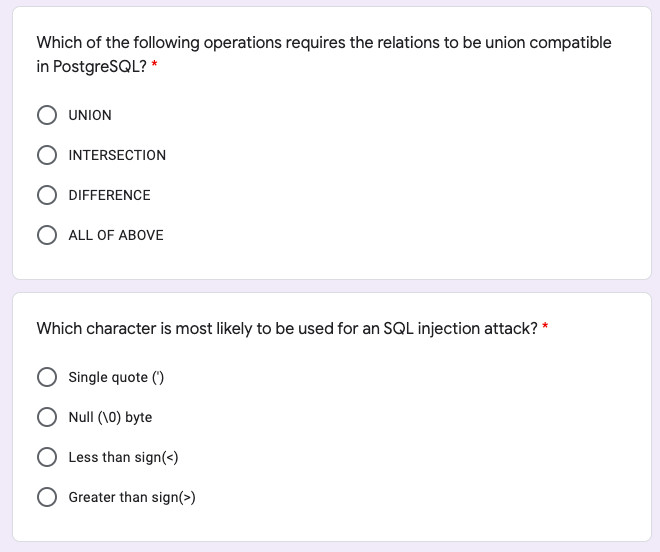 Which of the following operations requires the relations to be union compatible
in PostgreSQL? *
UNION
INTERSECTION
DIFFERENCE
ALL OF ABOVE
Which character is most likely to be used for an SQL injection attack? *
Single quote (')
Null (\0) byte
Less than sign(<)
Greater than sign(>)